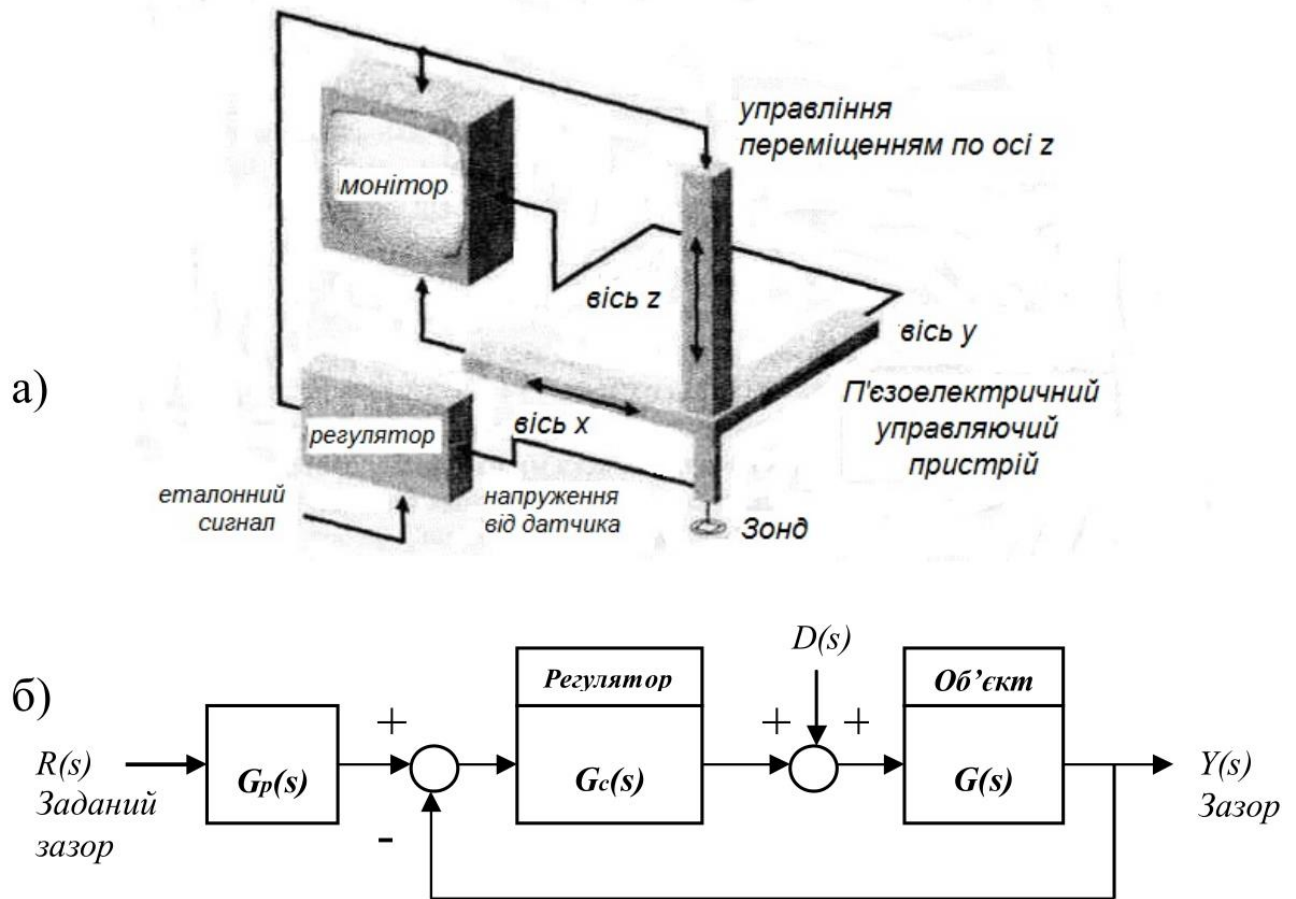 управління
переміщенням по осі z
монітор
вісь z
вісь y
а)
П'єзоелектричний
управляючий
пристрій
вісь x
регулятор
еталонний
сигнал
напруження
від датчика
Зонд
б)
D(s)
Регулятор
Об’єкт
+
+
+
R(s)
Заданий
зазор
Gp(s)
Gc(s)
G(s)
Y(s)
Зазор
-